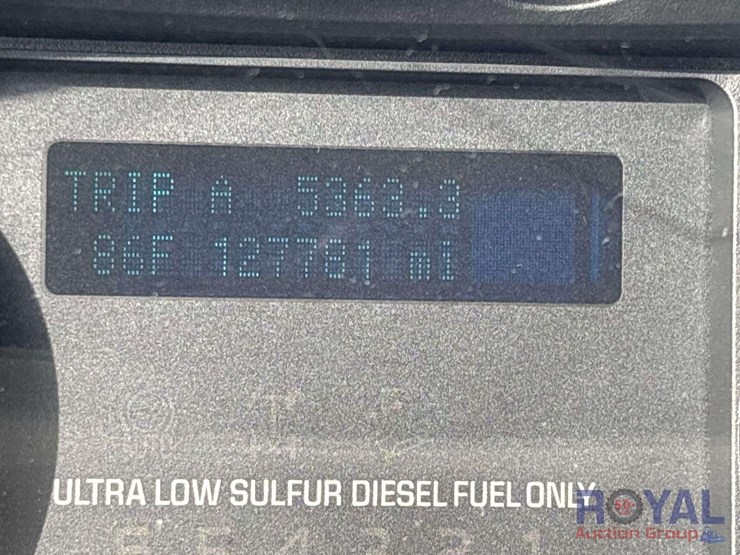 TRIP A 5363.3
86F 127781 mi
ULTRA LOW SULFUR DIESEL FUEL ONLY
ROYAL
Auction Group